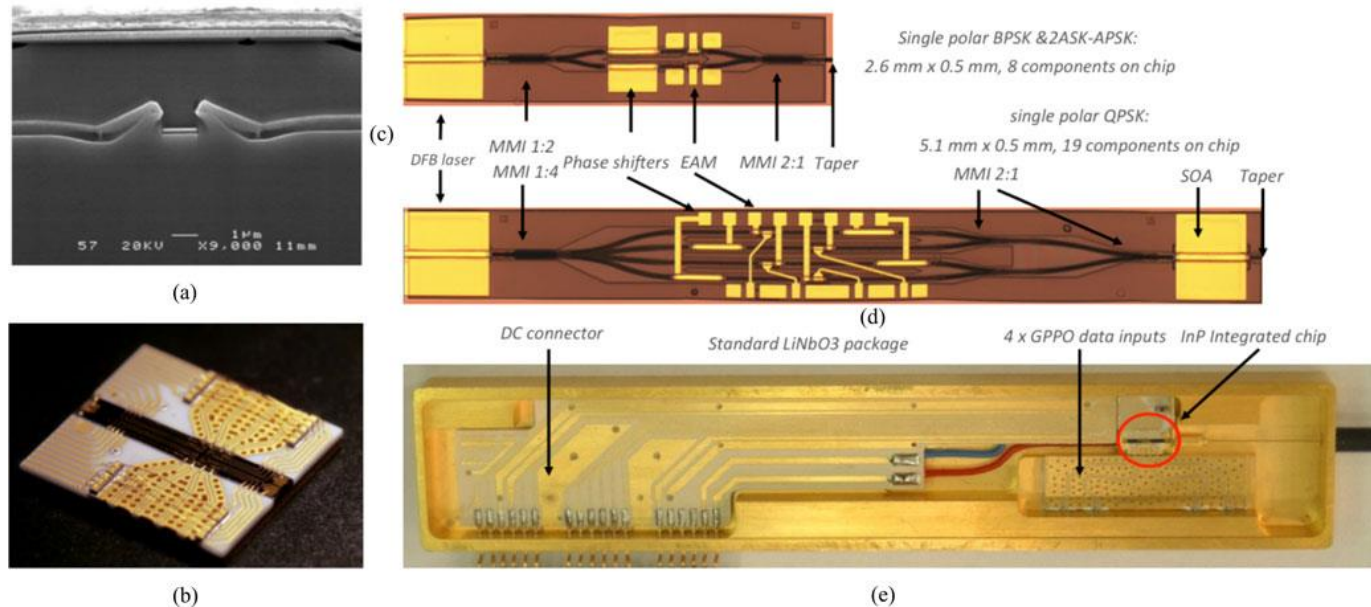 57 20KV 1µm X9,000 11mm
(a)
(b)
(c)
Single polar BPSK &2ASK-APSK:
2.6 mm x 0.5 mm, 8 components on chip
single polar QPSK:
5.1 mm x 0.5 mm, 19 components on chip
DFB laser
MMI 1:2
MMI 1:4
Phase shifters
EAM
MMI 2:1
Taper
MMI 2:1
SOA
Taper
(d)
DC connector
Standard LiNbO3 package
4 x GPPO data inputs
InP Integrated chip
(e)